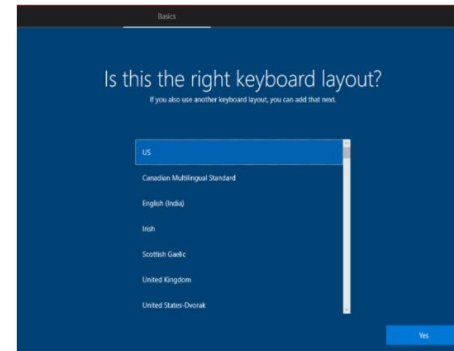 Basics
Is this the right keyboard layout?
If you also use another keyboard layout, you can add that next.
US
Canadian Multilingual Standard
English (India)
Irish
Scottish Gaelic
United Kingdom
United States-Dvorak
Yes